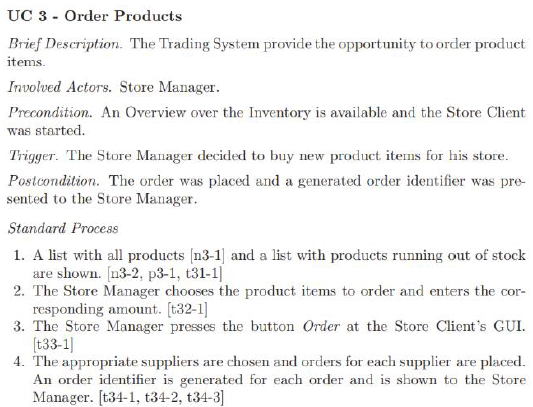 UC 3 - Order Products
Brief Description. The Trading System provide the opportunity to order product
items.
Involved Actors. Store Manager.
Precondition. An Overview over the Inventory is available and the Store Client
was started.
Trigger. The Store Manager decided to buy new product items for his store.
Postcondition. The order was placed and a generated order identifier was pre-
sented to the Store Manager.
Standard Process
1. A list with all products [n3-1] and a list with products running out of stock
are shown. [n3-2, p3-1, t31-1]
2. The Store Manager chooses the product items to order and enters the cor-
responding amount. [t32-1]
3. The Store Manager presses the button Order at the Store Client's GUI.
[t33-1]
4. The appropriate suppliers are chosen and orders for each supplier are placed.
An order identifier is generated for each order and is shown to the Store
Manager. [t34-1, t34-2, t34-3]